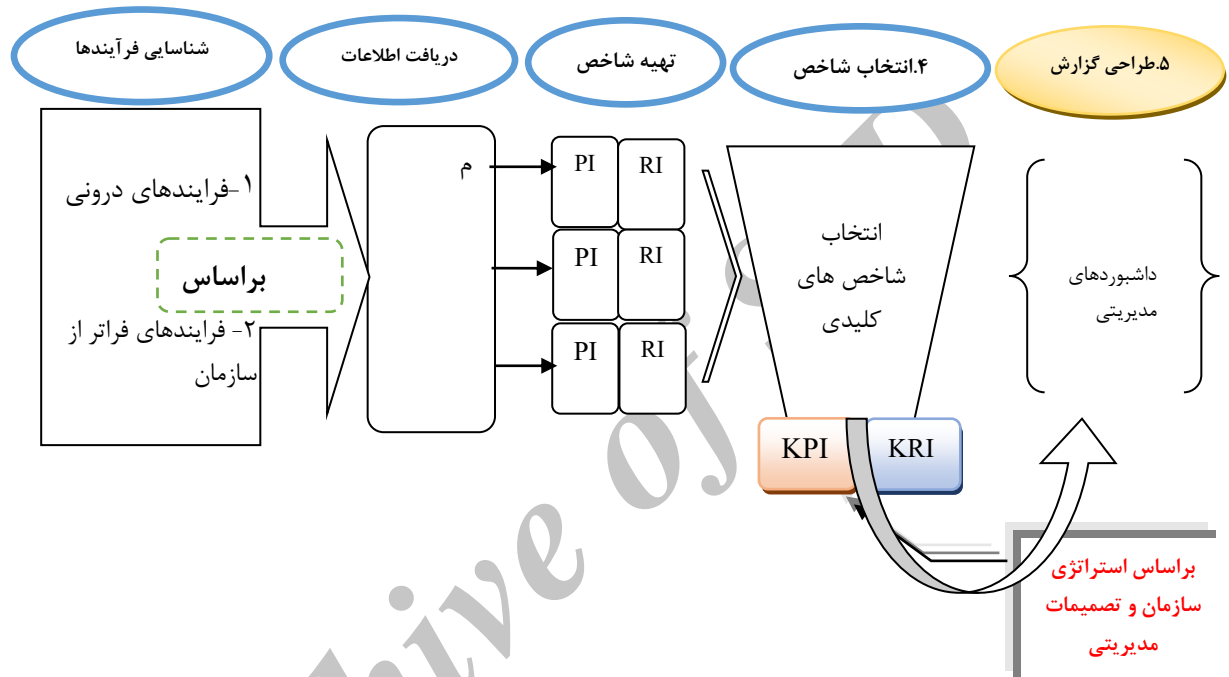 شناسایی فرآیندها
دریافت اطلاعات
تهیه شاخص
۴.انتخاب شاخص
۵.طراحی گزارش
۱-فرایندهای درونی
براساس
۲- فرایندهای فراتر از
سازمان
م
PI RI
PI RI
PI RI
انتخاب
شاخص های
کلیدی
KPI KRI
داشبوردهای
مدیریتی
براساس استراتژی
سازمان و تصمیمات
مدیریتی
hive of S